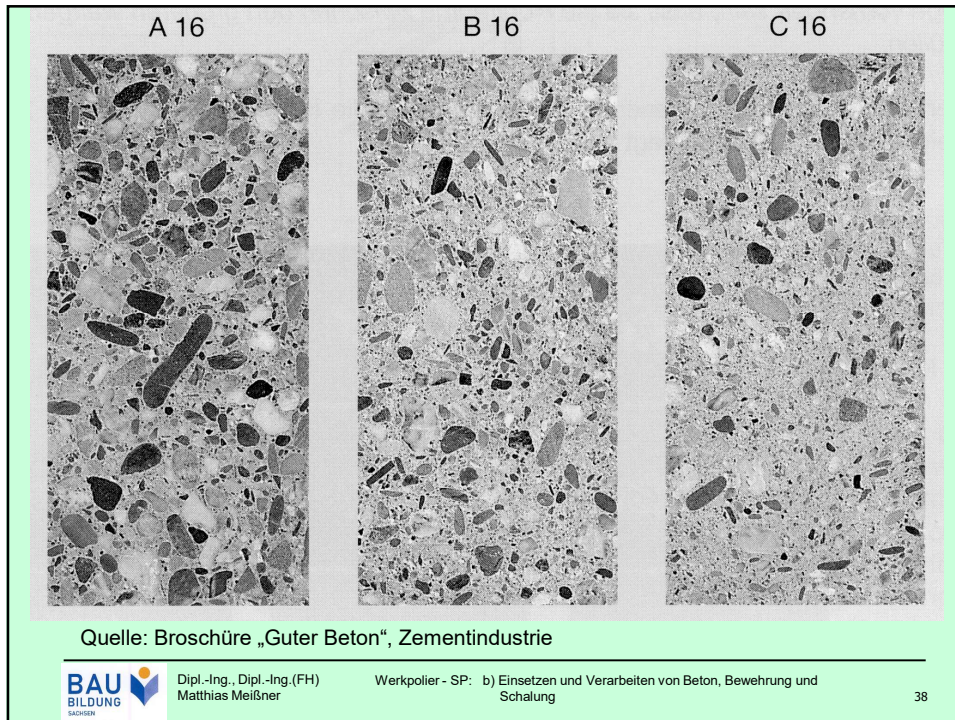 A 16
B 16
C 16
Quelle: Broschüre „Guter Beton“, Zementindustrie
BAU
BILDUNG
SACHSEN
Dipl.-Ing., Dipl.-Ing.(FH)
Matthias Meißner
Werkpolier - SP: b) Einsetzen und Verarbeiten von Beton, Bewehrung und
Schalung
38